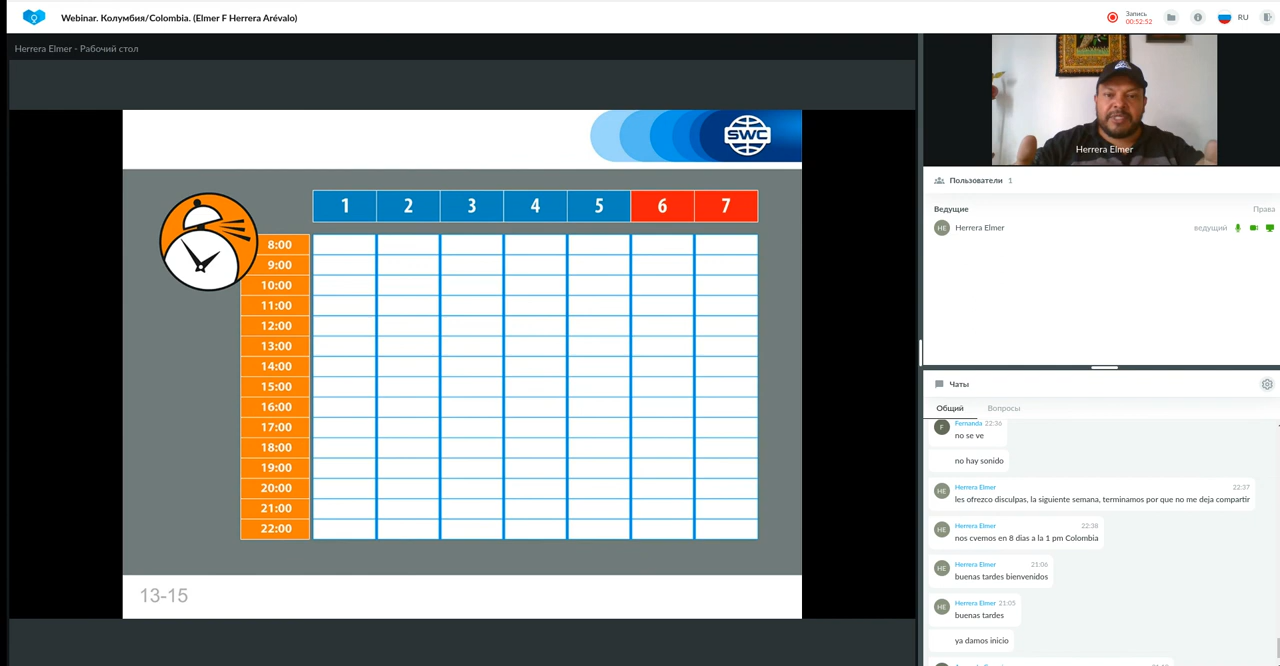 Webinar. Колумбия/Colombia. (Elmer F Herrera Arévalo)
Запись
00:52:52
RU
Herrera Elmer - Рабочий стол
SWC
1 2 3 4 5 6 7
8:00
9:00
10:00
11:00
12:00
13:00
14:00
15:00
16:00
17:00
18:00
19:00
20:00
21:00
22:00
13-15
Herrera Elmer
Пользователи 1
Ведущие Права
HE Herrera Elmer ведущий
Чаты
Общий Вопросы
F Fernanda 22:36
no se ve
no hay sonido
HE Herrera Elmer 22:37
les ofrezco disculpas, la siguiente semana, terminamos por que no me deja compartir
HE Herrera Elmer 22:38
nos cvemos en 8 dias a la 1 pm Colombia
HE Herrera Elmer 21:06
buenas tardes bienvenidos
HE Herrera Elmer 21:05
buenas tardes
ya damos inicio